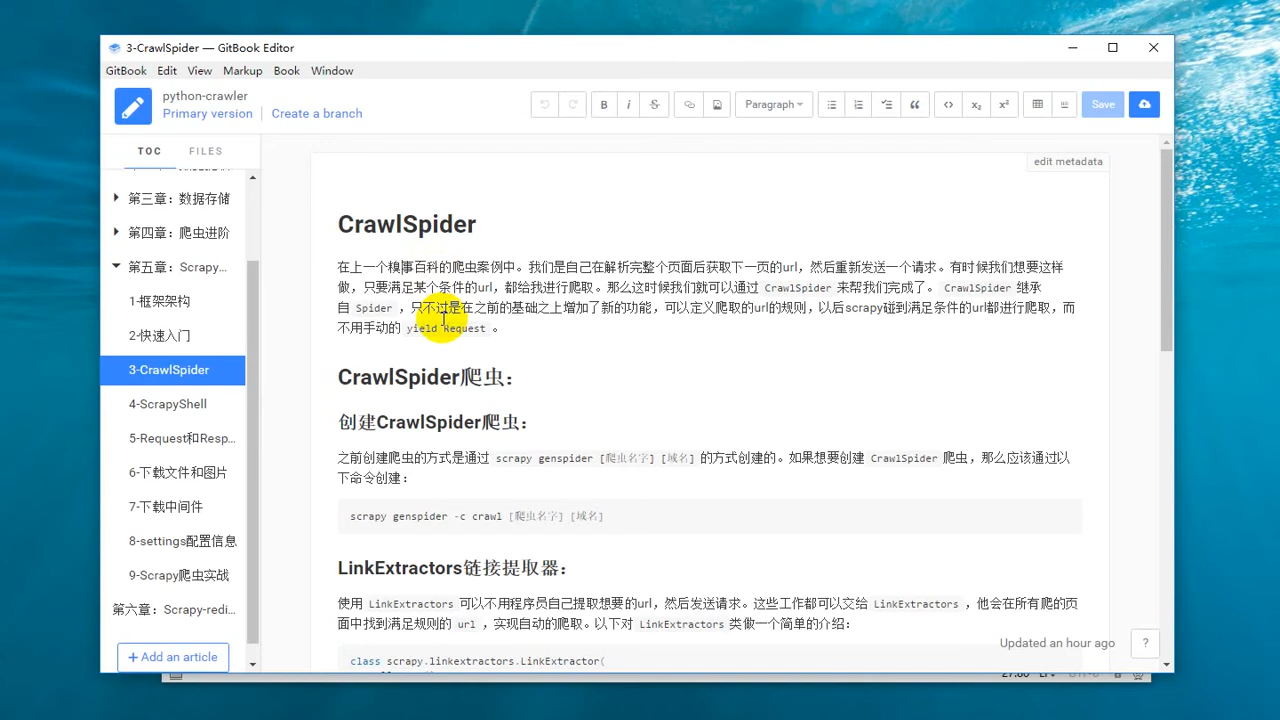 3-CrawlSpider — GitBook Editor
GitBook Edit View Markup Book Window
python-crawler
Primary version Create a branch
B i S Paragraph x₂ x² Save
TOC FILES
edit metadata
第三章：数据存储
第四章：爬虫进阶
第五章：Scrapy...
1-框架架构
2-快速入门
3-CrawlSpider
4-ScrapyShell
5-Request和Resp...
6-下载文件和图片
7-下载中间件
8-settings配置信息
9-Scrapy爬虫实战
第六章：Scrapy-redi...
+ Add an article
CrawlSpider
在上一个糗事百科的爬虫案例中。我们是自己在解析完整个页面后获取下一页的url，然后重新发送一个请求。有时候我们想要这样
做，只要满足某个条件的url，都给我进行爬取。那么这时候我们就可以通过 CrawlSpider 来帮我们完成了。 CrawlSpider 继承
自 Spider ，只不过是在之前的基础之上增加了新的功能，可以定义爬取的url的规则，以后scrapy碰到满足条件的url都进行爬取，而
不用手动的 yield Request 。
CrawlSpider爬虫：
创建CrawlSpider爬虫：
之前创建爬虫的方式是通过 scrapy genspider [爬虫名字] [域名] 的方式创建的。如果想要创建 CrawlSpider 爬虫，那么应该通过以
下命令创建：
scrapy genspider -c crawl [爬虫名字] [域名]
LinkExtractors链接提取器：
使用 LinkExtractors 可以不用程序员自己提取想要的url，然后发送请求。这些工作都可以交给 LinkExtractors ，他会在所有爬的页
面中找到满足规则的 url ，实现自动的爬取。以下对 LinkExtractors 类做一个简单的介绍：
class scrapy.linkextractors.LinkExtractor(
Updated an hour ago
?